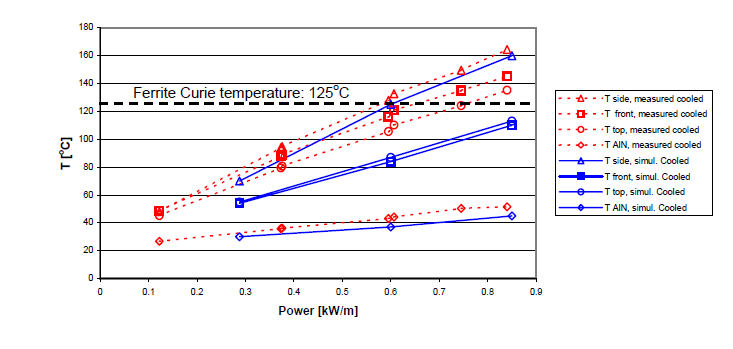 180
160
140
120
100
80
60
40
20
0
T [°C]
Ferrite Curie temperature: 125°C
0 0.1 0.2 0.3 0.4 0.5 0.6 0.7 0.8 0.9
Power [kW/m]
T side, measured cooled
T front, measured cooled
T top, measured cooled
T AlN, measured cooled
T side, simul. Cooled
T front, simul. Cooled
T top, simul. Cooled
T AlN, simul. Cooled